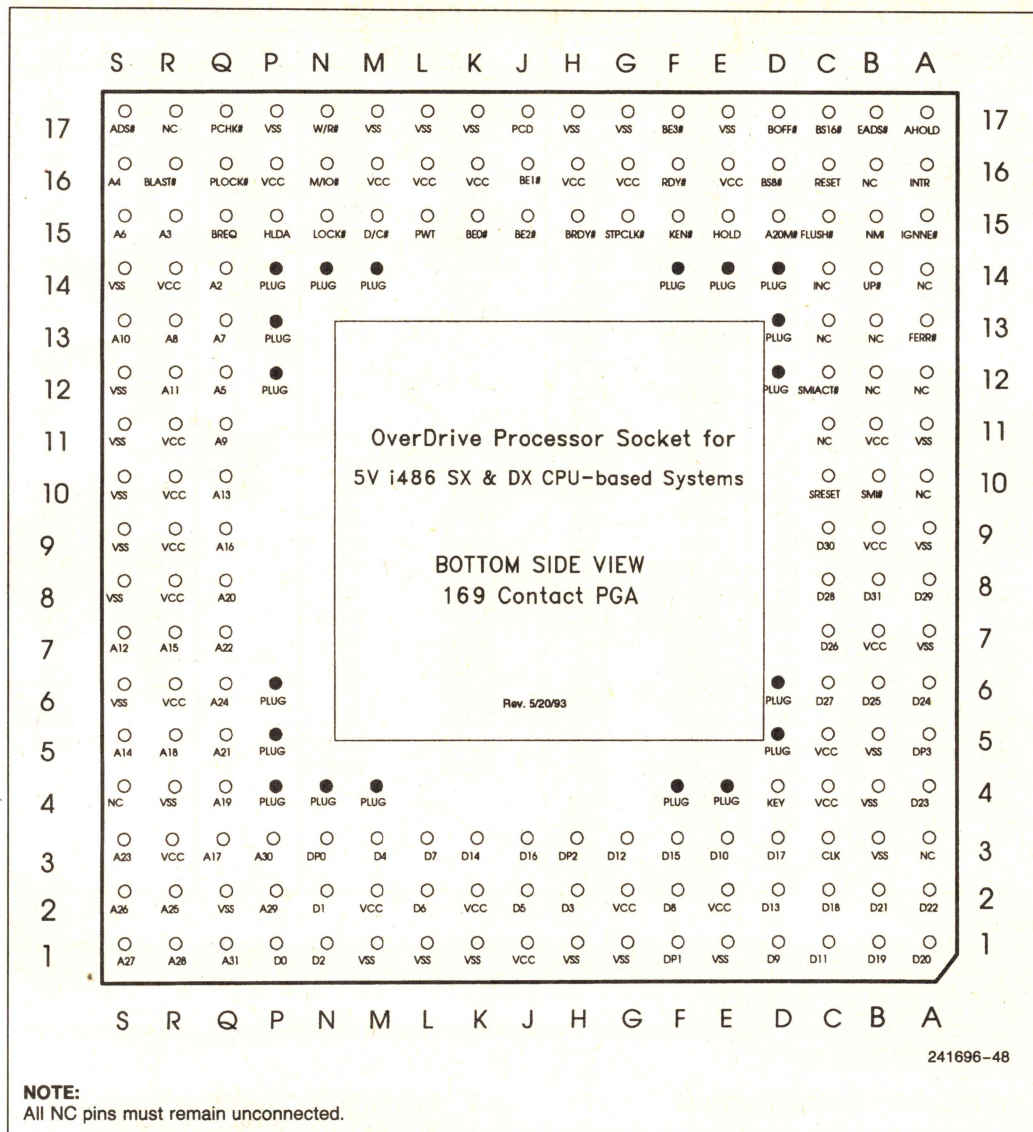 S R Q P N M L K J H G F E D C B A
17 ADS# NC PCHK# VSS W/R# VSS VSS VSS PCD VSS VSS BE3# VSS BOFF# BS16# EADS# AHOLD 17
16 A4 BLAST# PLOCK# VCC M/IO# VCC VCC VCC BE1# VCC VCC RDY# VCC BS8# RESET NC INTR 16
15 A6 A3 BREQ HLDA LOCK# D/C# PWT BE0# BE2# BRDY# STPCLK# KEN# HOLD A20M# FLUSH# NMI IGNNE# 15
14 VSS VCC A2 PLUG PLUG PLUG PLUG PLUG PLUG INC UP# NC 14
13 A10 A8 A7 PLUG PLUG NC NC FERR# 13
12 VSS A11 A5 PLUG PLUG SMIACT# NC NC 12
11 VSS VCC A9 NC VCC VSS 11
10 VSS VCC A13 SRESET SMI# NC 10
9 VSS VCC A16 D30 VCC VSS 9
8 VSS VCC A20 D28 D31 D29 8
7 A12 A15 A22 D26 VCC VSS 7
6 VSS VCC A24 PLUG PLUG D27 D25 D24 6
5 A14 A18 A21 PLUG PLUG VCC VSS DP3 5
4 NC VSS A19 PLUG PLUG PLUG PLUG PLUG KEY VCC VSS D23 4
3 A23 VCC A17 A30 DP0 D4 D7 D14 D16 DP2 D12 D15 D10 D17 CLK VSS NC 3
2 A26 A25 VSS A29 D1 VCC D6 VCC D5 D3 VCC D8 VCC D13 D18 D21 D22 2
1 A27 A28 A31 D0 D2 VSS VSS VSS VCC VSS VSS DP1 VSS D9 D11 D19 D20 1
OverDrive Processor Socket for
5V i486 SX & DX CPU-based Systems
BOTTOM SIDE VIEW
169 Contact PGA
Rev. 5/20/93
S R Q P N M L K J H G F E D C B A
241696-48
NOTE:
All NC pins must remain unconnected.